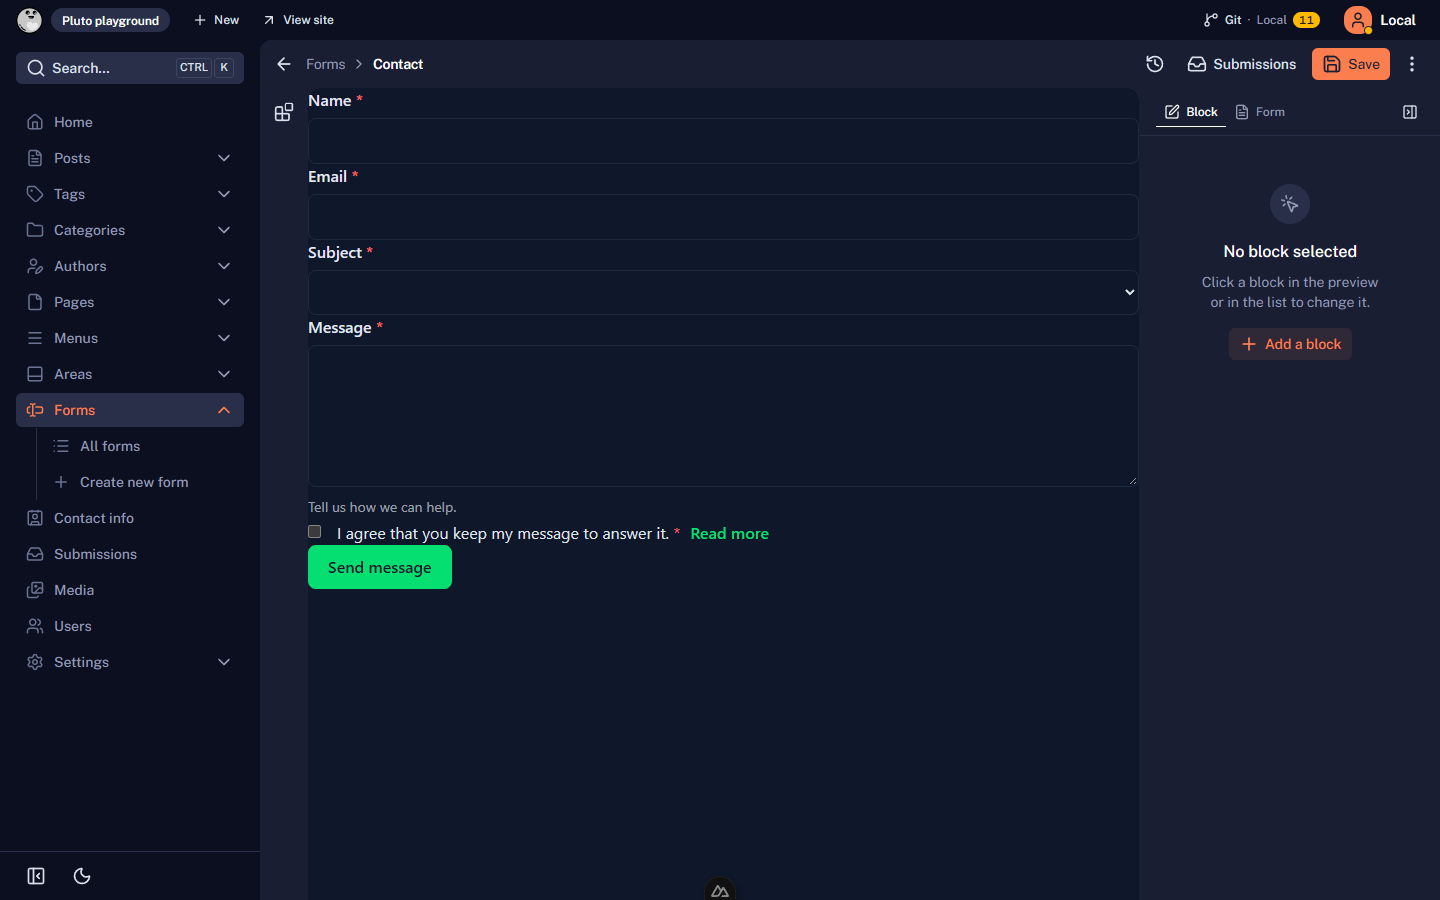 Pluto playground
New
View site
Git · Local 11
Local
Search...
CTRL K
Home
Posts
Tags
Categories
Authors
Pages
Menus
Areas
Forms
All forms
Create new form
Contact info
Submissions
Media
Users
Settings
Forms > Contact
Submissions
Save
Name *
Email *
Subject *
Message *
Tell us how we can help.
I agree that you keep my message to answer it. * Read more
Send message
Block
Form
No block selected
Click a block in the preview
or in the list to change it.
Add a block